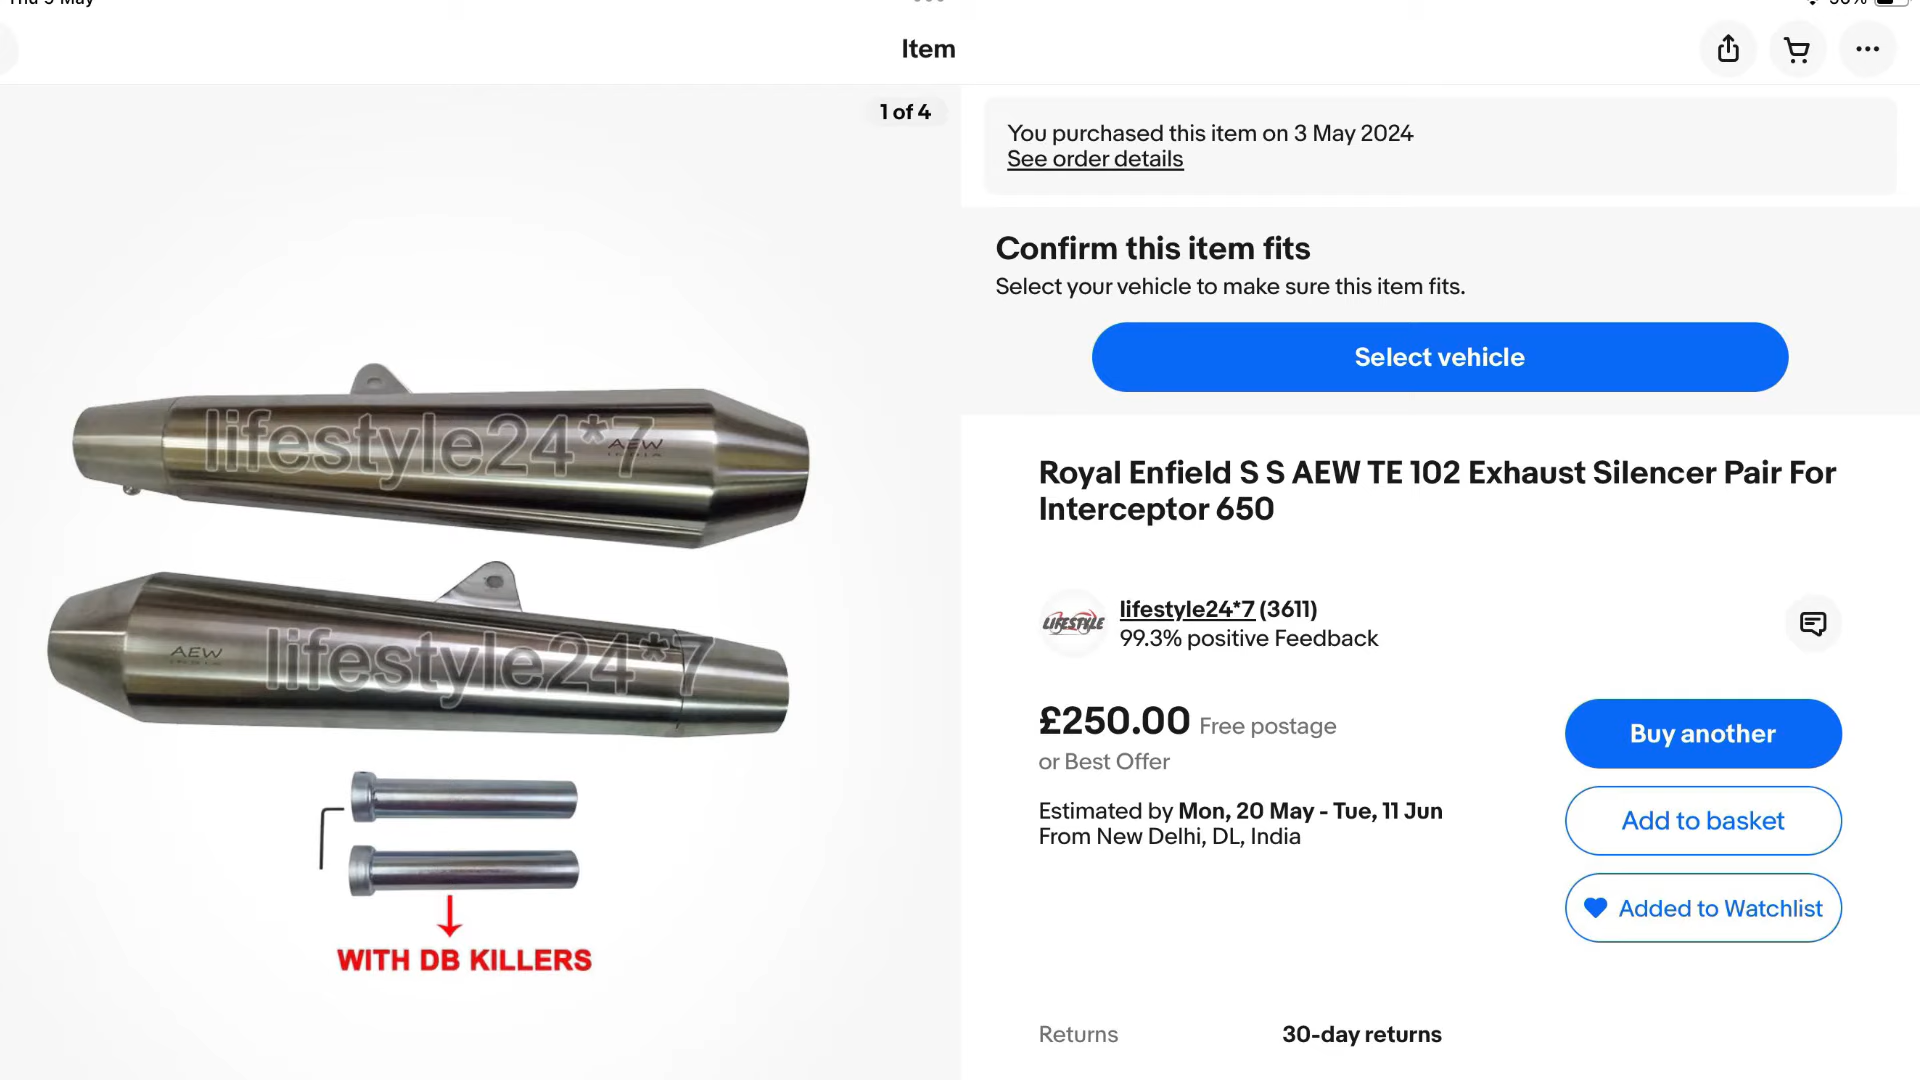 Item
1 of 4
You purchased this item on 3 May 2024
See order details
Confirm this item fits
Select your vehicle to make sure this item fits.
Select vehicle
lifestyle24*7
AEW
INDIA
lifestyle24*7
AEW
INDIA
WITH DB KILLERS
Royal Enfield S S AEW TE 102 Exhaust Silencer Pair For
Interceptor 650
LIFESTYLE
lifestyle24*7 (3611)
99.3% positive Feedback
£250.00 Free postage
or Best Offer
Buy another
Estimated by Mon, 20 May - Tue, 11 Jun
From New Delhi, DL, India
Add to basket
Added to Watchlist
Returns 30-day returns